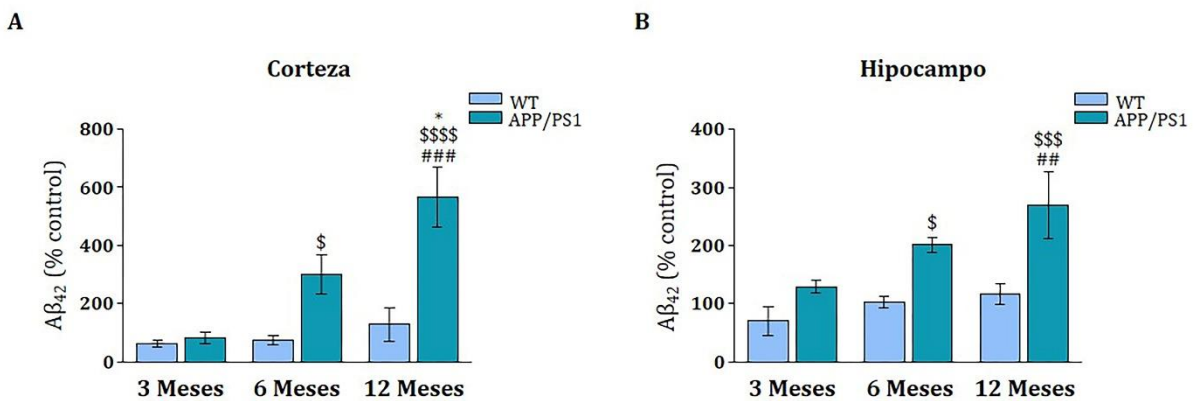 A
Corteza
WT
APP/PS1
Aβ₄₂ (% control)
800
600
400
200
0
*
$$$$
###
$
3 Meses 6 Meses 12 Meses
B
Hipocampo
WT
APP/PS1
Aβ₄₂ (% control)
400
300
200
100
0
$$$
##
$
3 Meses 6 Meses 12 Meses